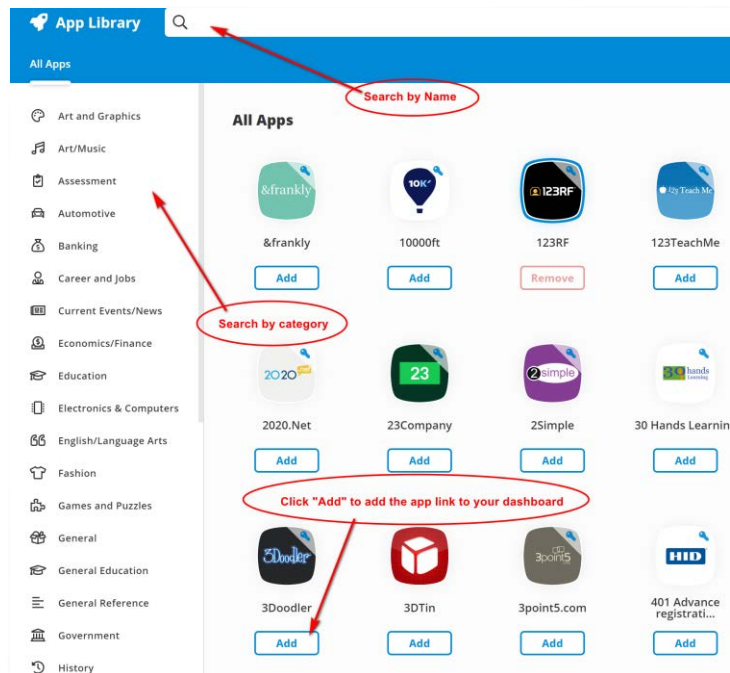 App Library
All Apps
Search by Name
Art and Graphics
Art/Music
Assessment
Automotive
Banking
Career and Jobs
Current Events/News
Economics/Finance
Education
Electronics & Computers
English/Language Arts
Fashion
Games and Puzzles
General
General Education
General Reference
Government
History
Search by category
All Apps
&frankly
10K
123RF
123 Teach Me
&frankly
10000ft
123RF
123TeachMe
Add
Add
Remove
Add
2020
23
2simple
30 hands
Learning
2020.Net
23Company
2Simple
30 Hands Learnin
Add
Add
Add
Add
Click "Add" to add the app link to your dashboard
3Doodler
3point5
HID
3Doodler
3DTin
3point5.com
401 Advance
registrati...
Add
Add
Add
Add